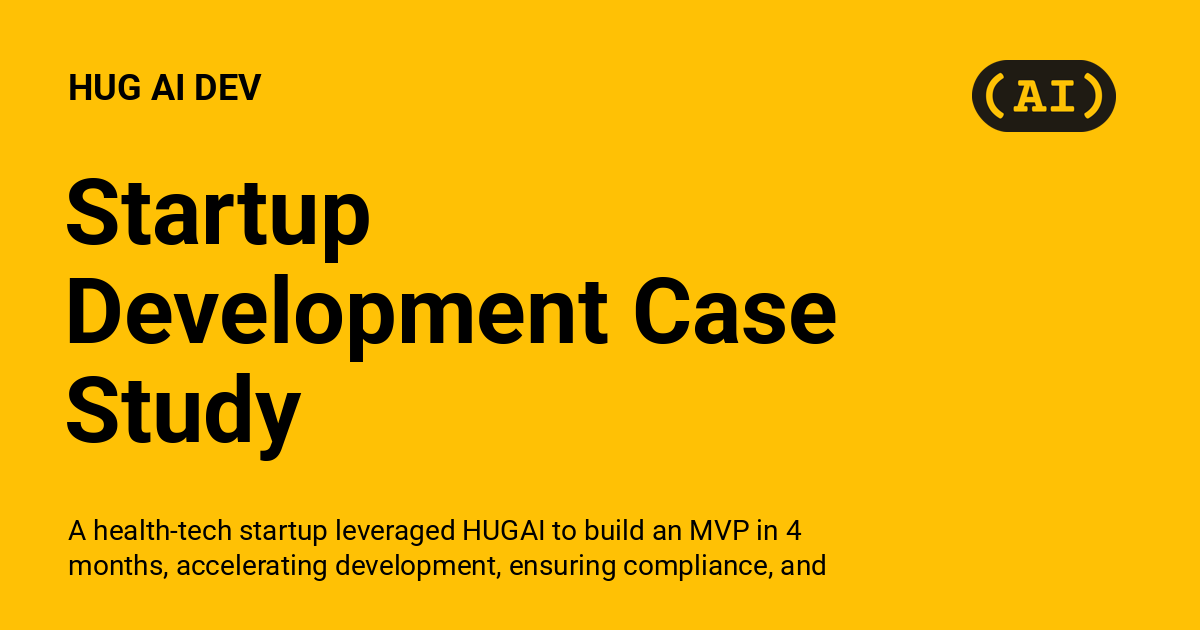 HUG AI DEV
(AI)
Startup
Development Case
Study
A health-tech startup leveraged HUGAI to build an MVP in 4
months, accelerating development, ensuring compliance, and